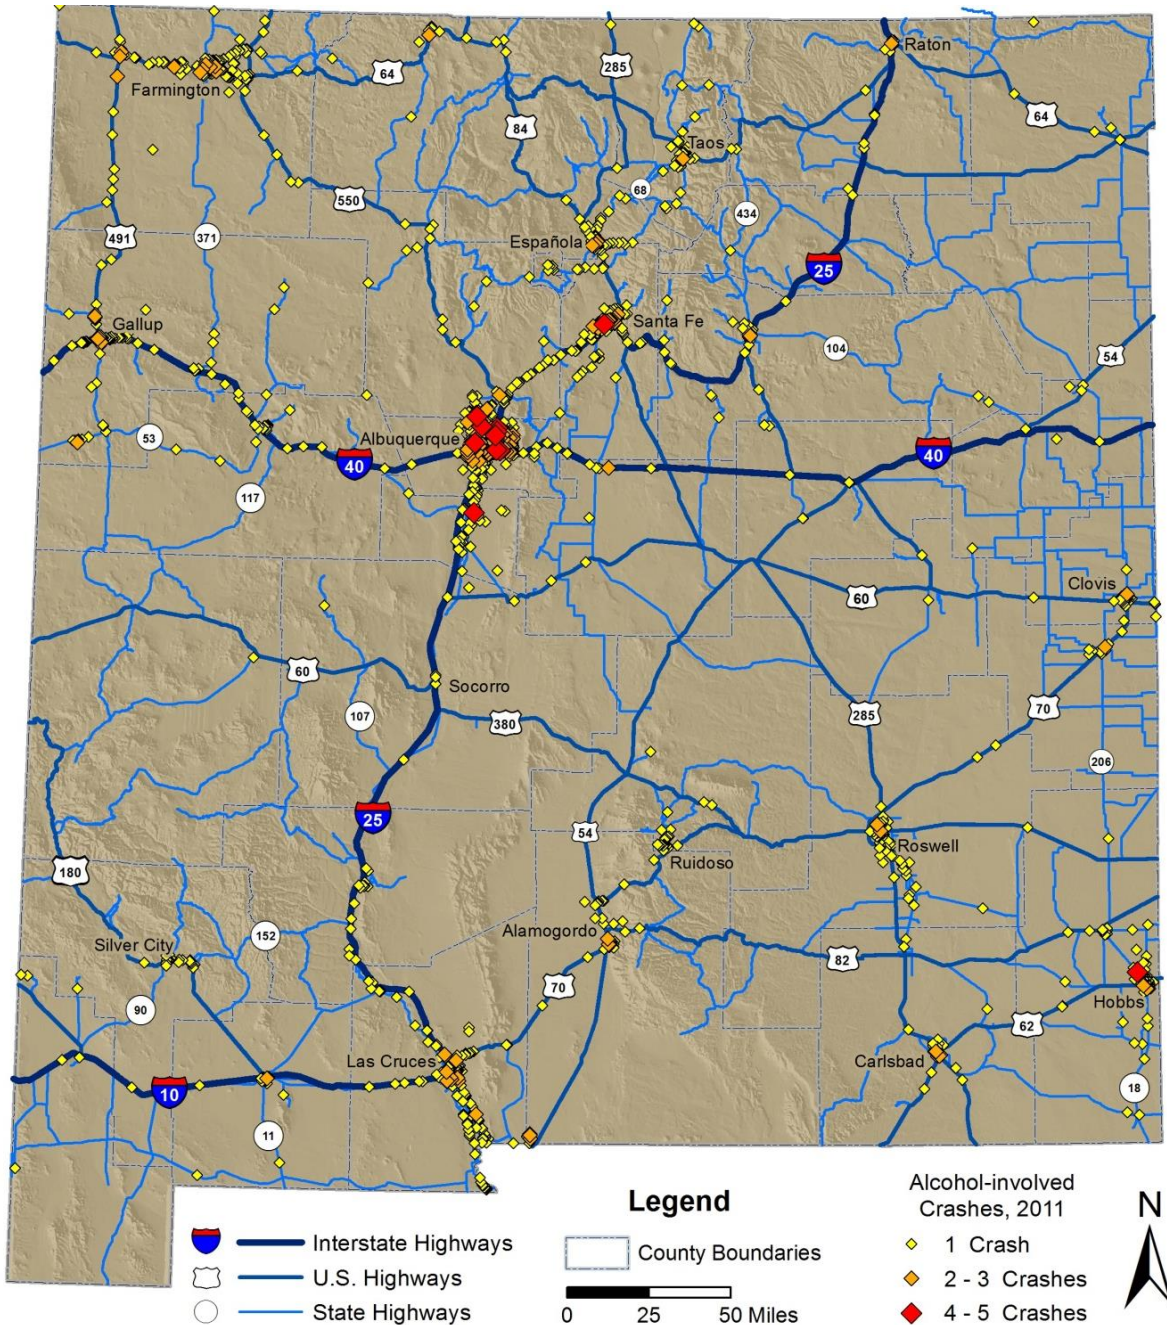 Raton
285
64
Farmington
64
84
Taos
550
68
434
491
371
Española
25
Gallup
Santa Fe
104
54
53
Albuquerque
40
40
117
Clovis
60
60
Socorro
107
380
285
70
206
25
54
Roswell
Ruidoso
180
Silver City
152
Alamogordo
82
90
70
Hobbs
62
Las Cruces
Carlsbad
10
18
11
Legend
Interstate Highways
U.S. Highways
State Highways
County Boundaries
0 25 50 Miles
Alcohol-involved
Crashes, 2011
1 Crash
2 - 3 Crashes
4 - 5 Crashes
N